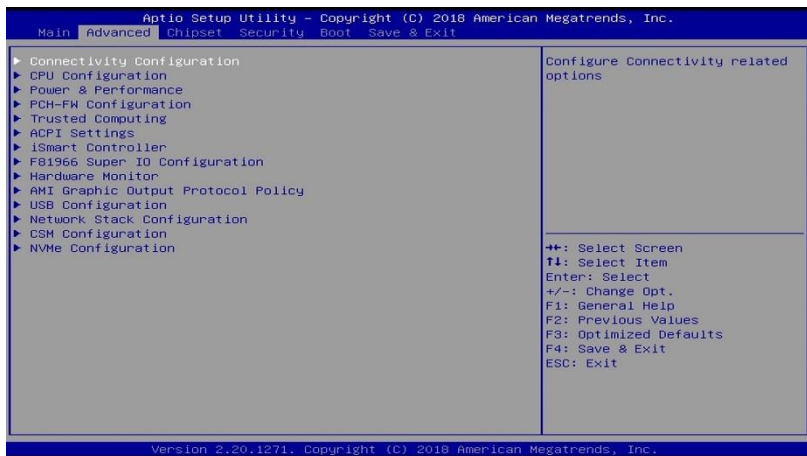 Aptio Setup Utility – Copyright (C) 2018 American Megatrends, Inc.
Main Advanced Chipset Security Boot Save & Exit
▶ Connectivity Configuration
▶ CPU Configuration
▶ Power & Performance
▶ PCH-FW Configuration
▶ Trusted Computing
▶ ACPI Settings
▶ iSmart Controller
▶ F81966 Super IO Configuration
▶ Hardware Monitor
▶ AMI Graphic Output Protocol Policy
▶ USB Configuration
▶ Network Stack Configuration
▶ CSM Configuration
▶ NVMe Configuration
Configure Connectivity related
options
→←: Select Screen
↑↓: Select Item
Enter: Select
+/-: Change Opt.
F1: General Help
F2: Previous Values
F3: Optimized Defaults
F4: Save & Exit
ESC: Exit
Version 2.20.1271. Copyright (C) 2018 American Megatrends, Inc.